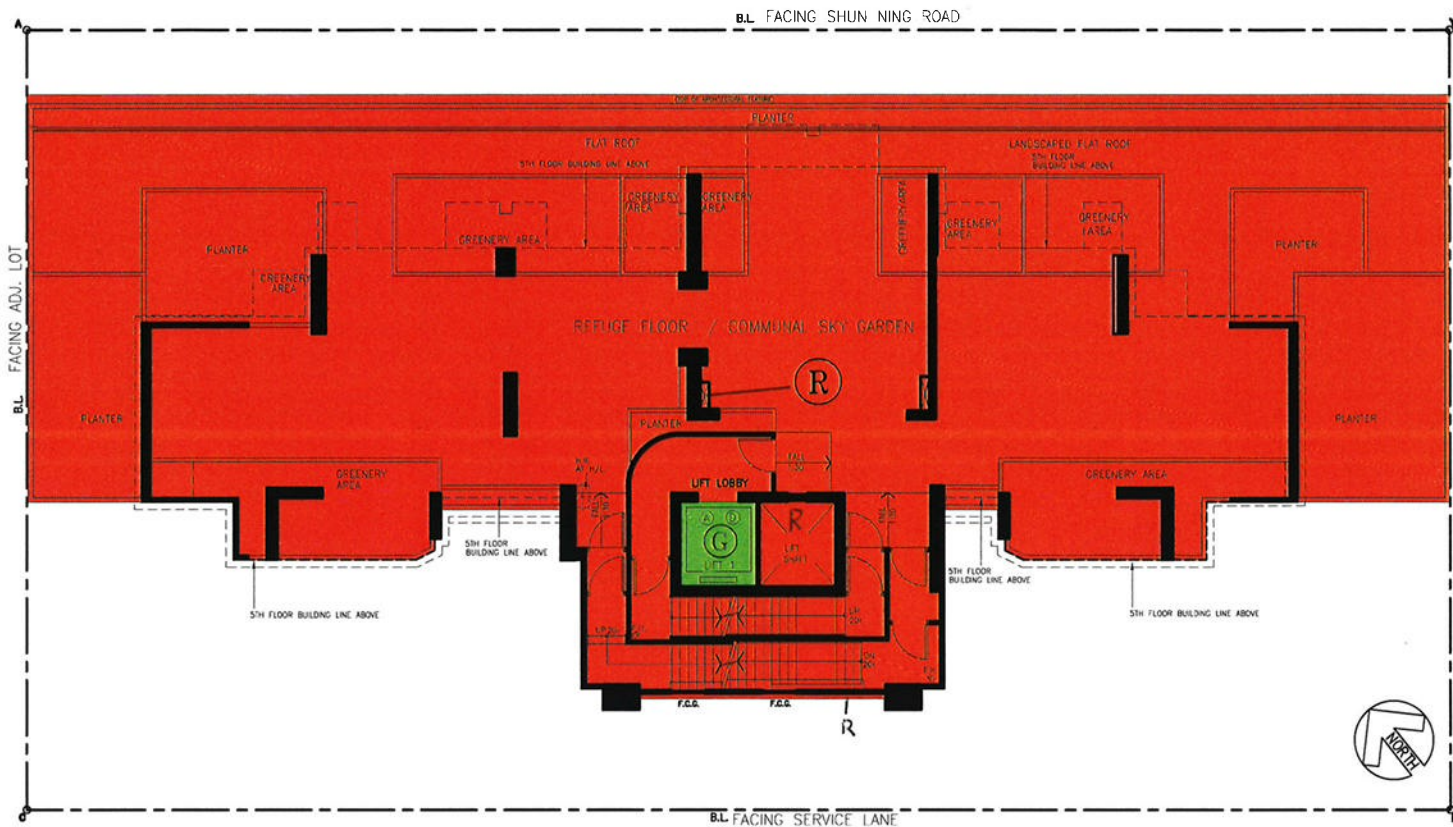 B.L. FACING SHUN NING ROAD
A
PLANTER
FLAT ROOF
LANDSCAPED FLAT ROOF
5TH FLOOR BUILDING LINE ABOVE
5TH FLOOR
BUILDING LINE ABOVE
GREENERY
AREA
GREENERY
AREA
GREENERY AREA
GREENERY
AREA
GREENERY
AREA
GREENERY AREA
PLANTER
PLANTER
GREENERY
AREA
B.L. FACING ADJ. LOT
REFUGE FLOOR / COMMUNAL SKY GARDEN
R
PLANTER
PLANTER
PLANTER
FALL
GREENERY
AREA
GREENERY AREA
LIFT LOBBY
FALL
FALL
A D
G
LIFT 1
R
LIFT
SHAFT
5TH FLOOR
BUILDING LINE ABOVE
5TH FLOOR
BUILDING LINE ABOVE
5TH FLOOR BUILDING LINE ABOVE
5TH FLOOR BUILDING LINE ABOVE
F.C.G.
F.C.G.
R
NORTH
B.L. FACING SERVICE LANE